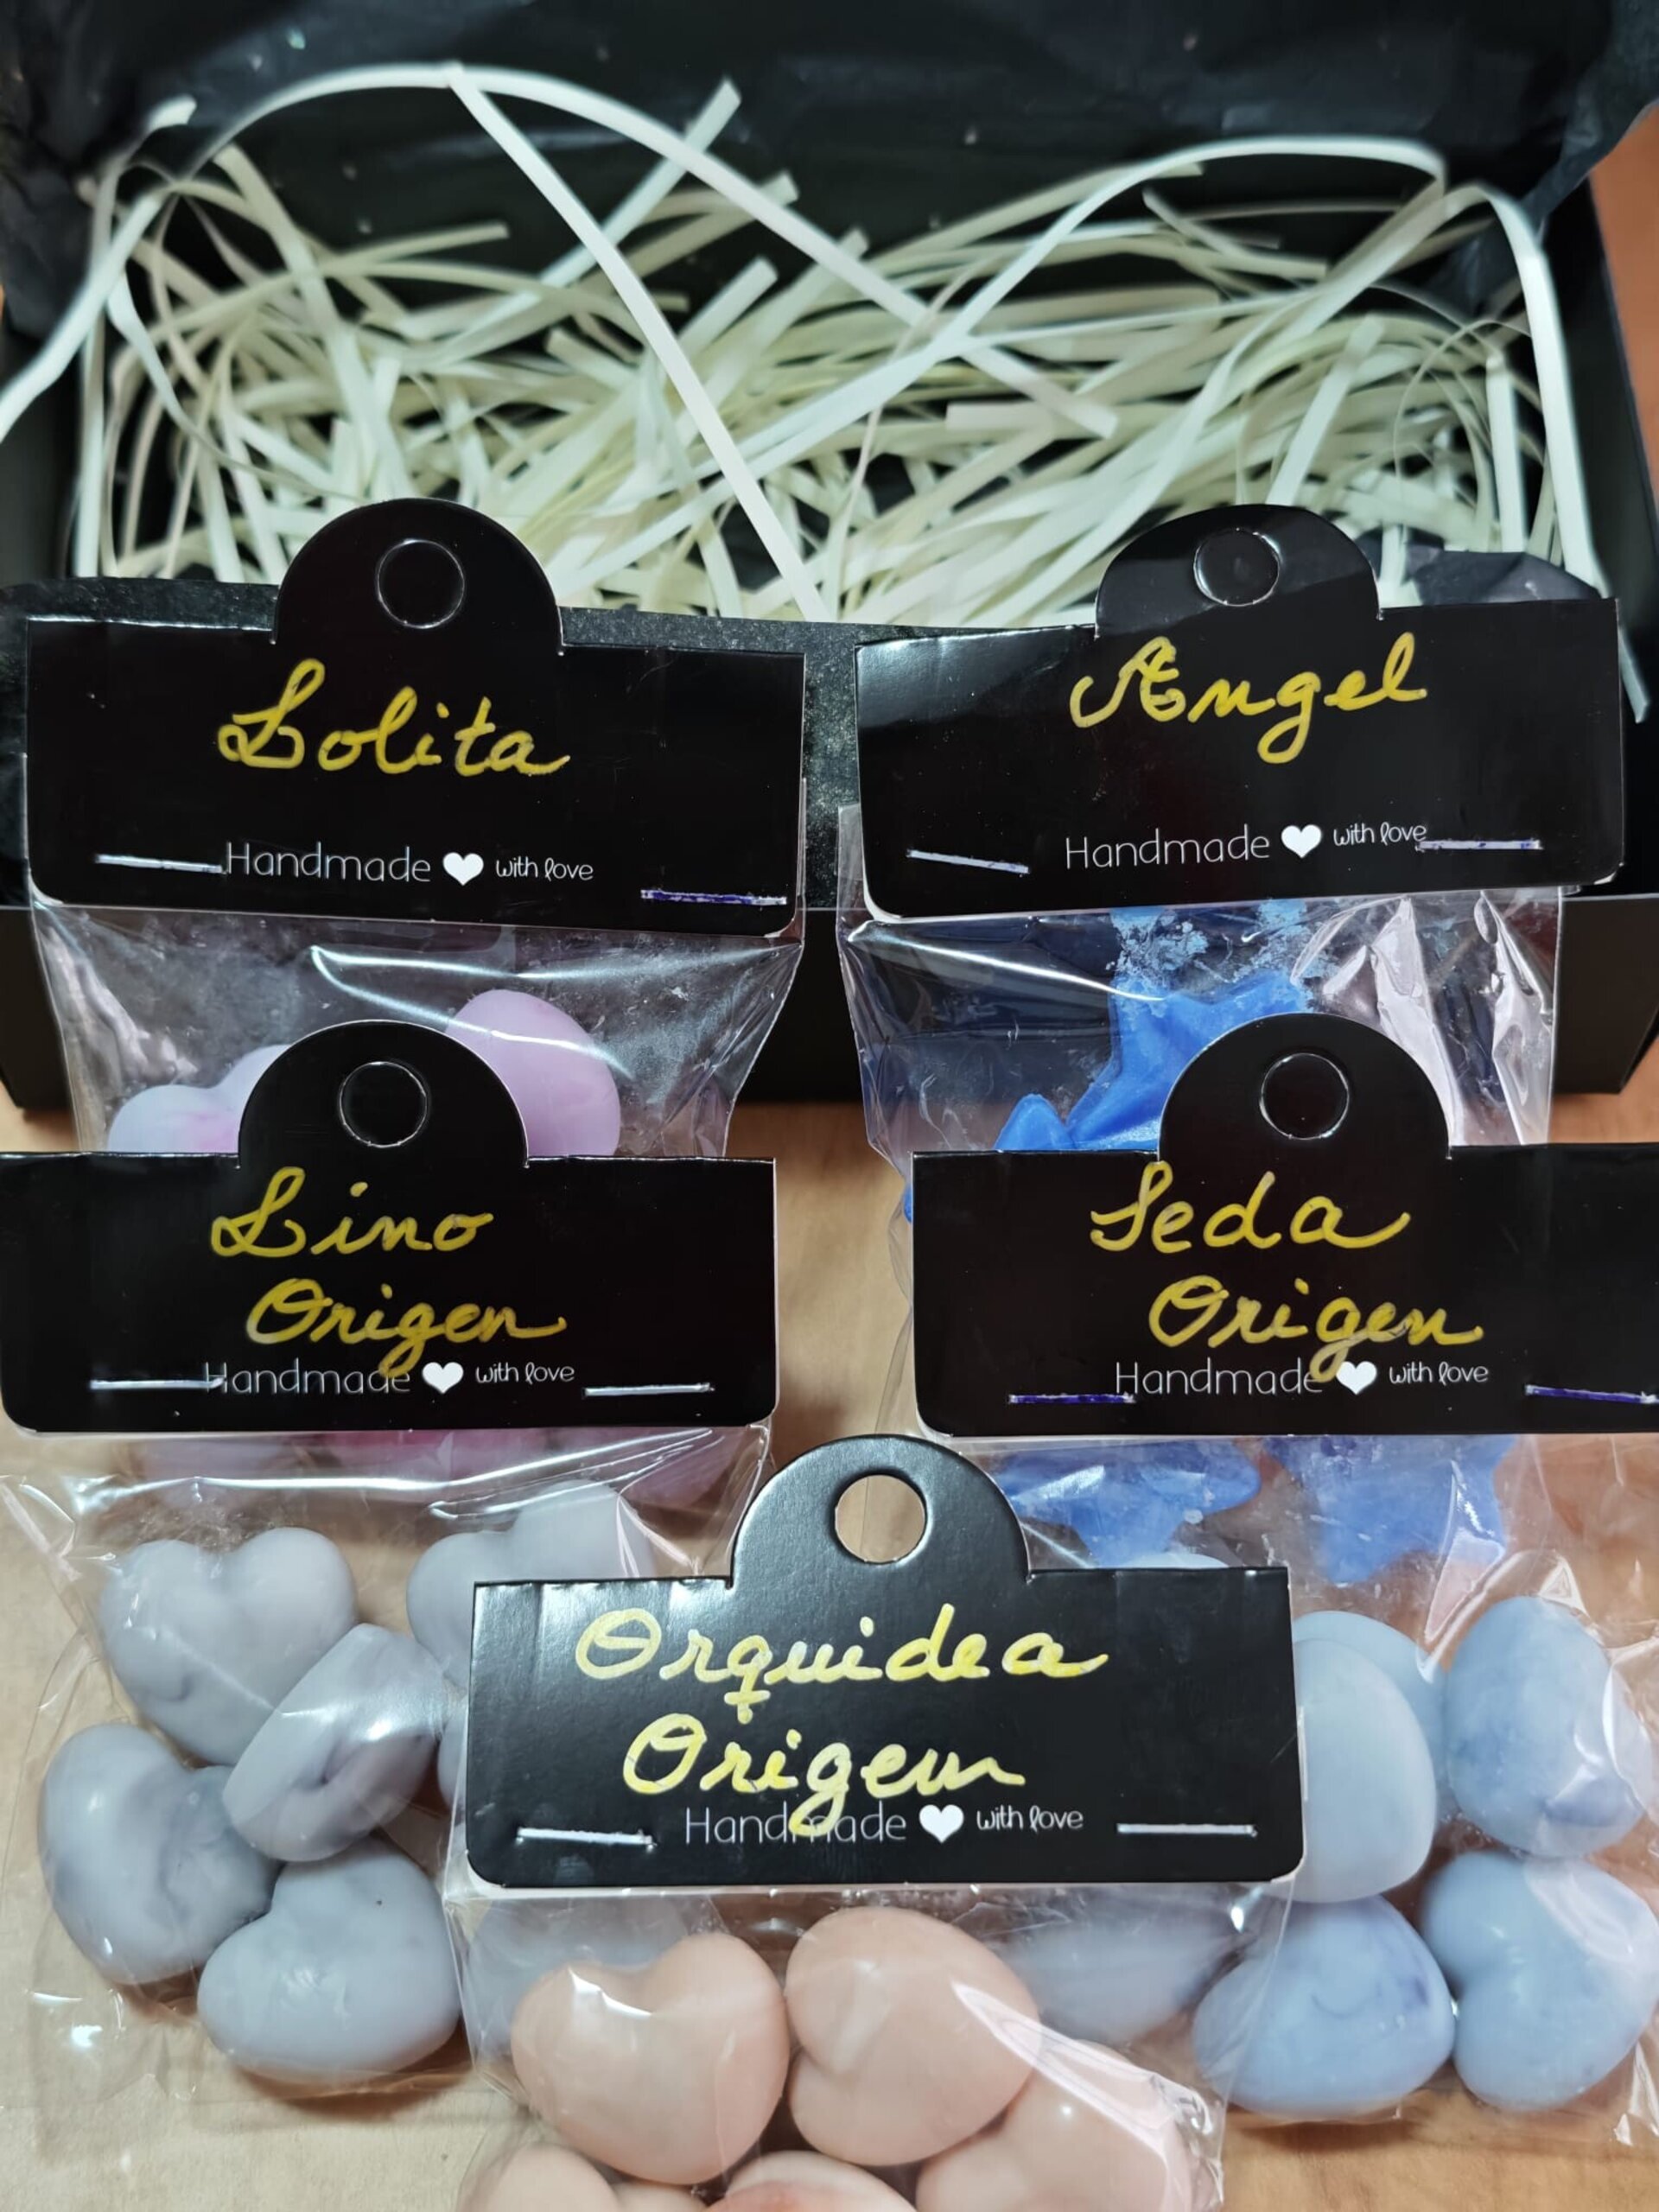 Lolita
Handmade with love
Angel
Handmade with love
Lino
Origen
Handmade with love
Seda
Origen
Handmade with love
Orquidea
Origen
Handmade with love